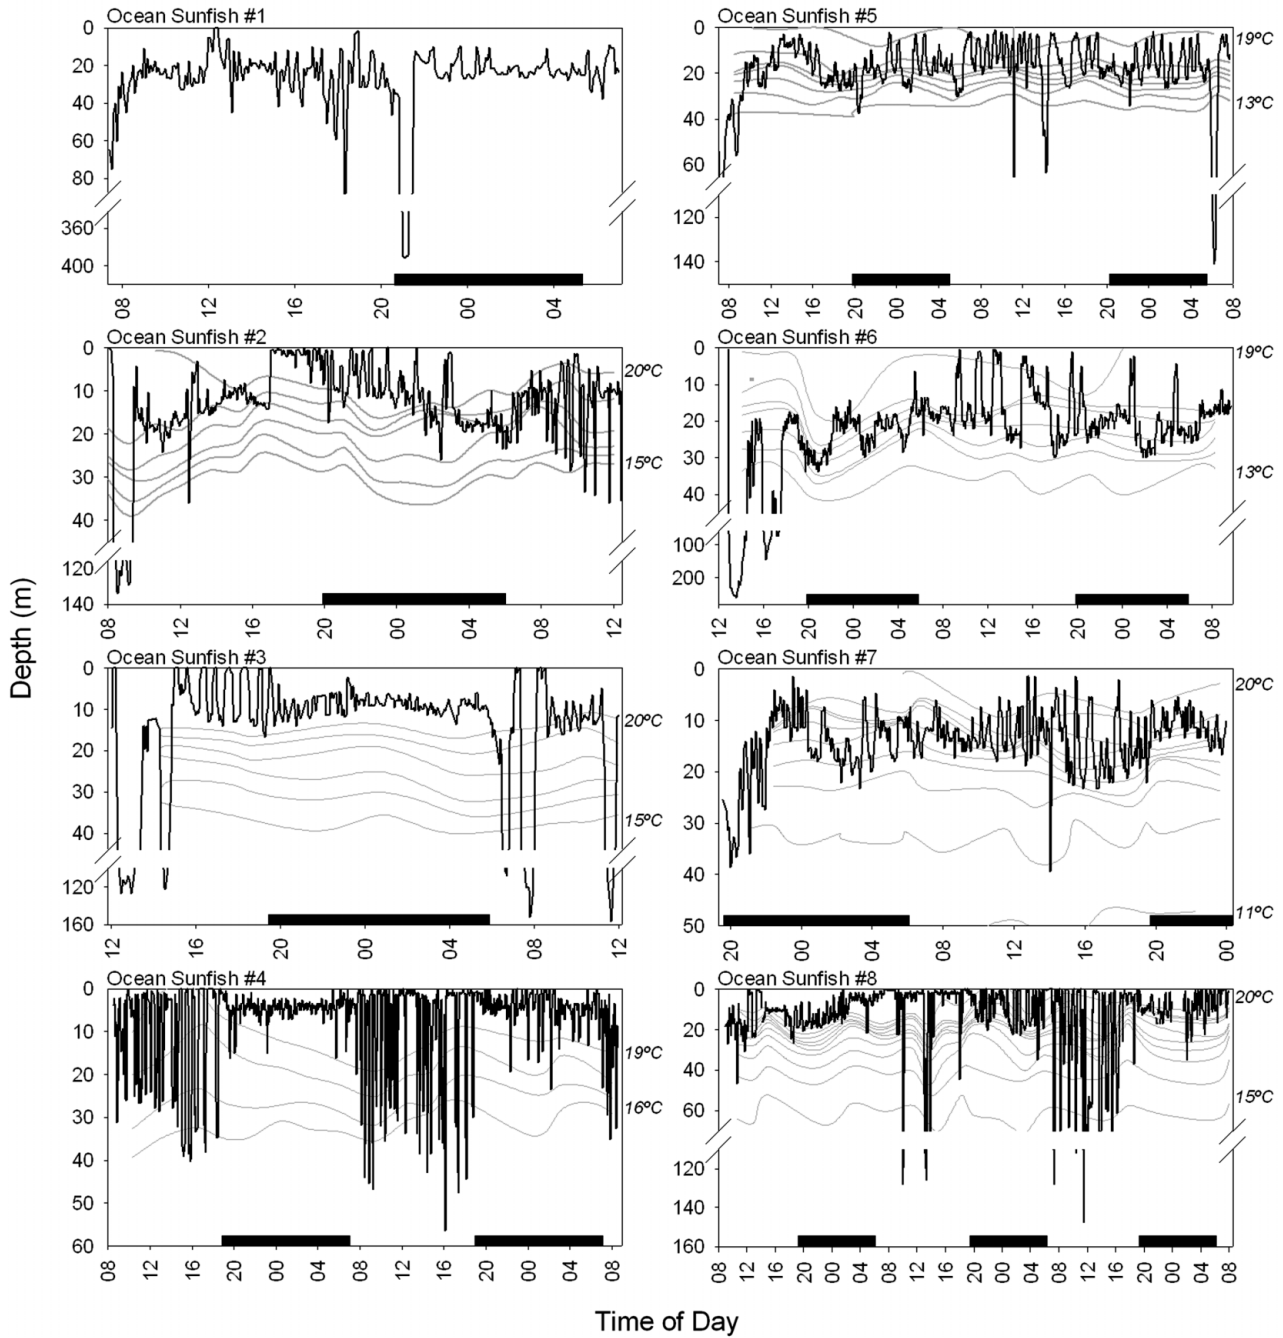 Ocean Sunfish #1
0
20
40
60
80
360
400
08 12 16 20 00 04
Ocean Sunfish #5
0
20
40
60
120
140
19ºC
13ºC
08 12 16 20 00 04 08 12 16 20 00 04 08
Ocean Sunfish #2
0
10
20
30
40
120
140
20ºC
15ºC
08 12 16 20 00 04 08 12
Ocean Sunfish #6
0
10
20
30
40
100
200
19ºC
13ºC
12 16 20 00 04 08 12 16 20 00 04 08
Depth (m)
Ocean Sunfish #3
0
10
20
30
40
120
160
20ºC
15ºC
12 16 20 00 04 08 12
Ocean Sunfish #7
0
10
20
30
40
50
20ºC
11ºC
20 00 04 08 12 16 20 00
Ocean Sunfish #4
0
10
20
30
40
50
60
19ºC
16ºC
08 12 16 20 00 04 08 12 16 20 00 04 08
Ocean Sunfish #8
0
20
40
60
120
140
160
20ºC
15ºC
08 12 16 20 00 04 08 12 16 20 00 04 08 12 16 20 00 04 08
Time of Day